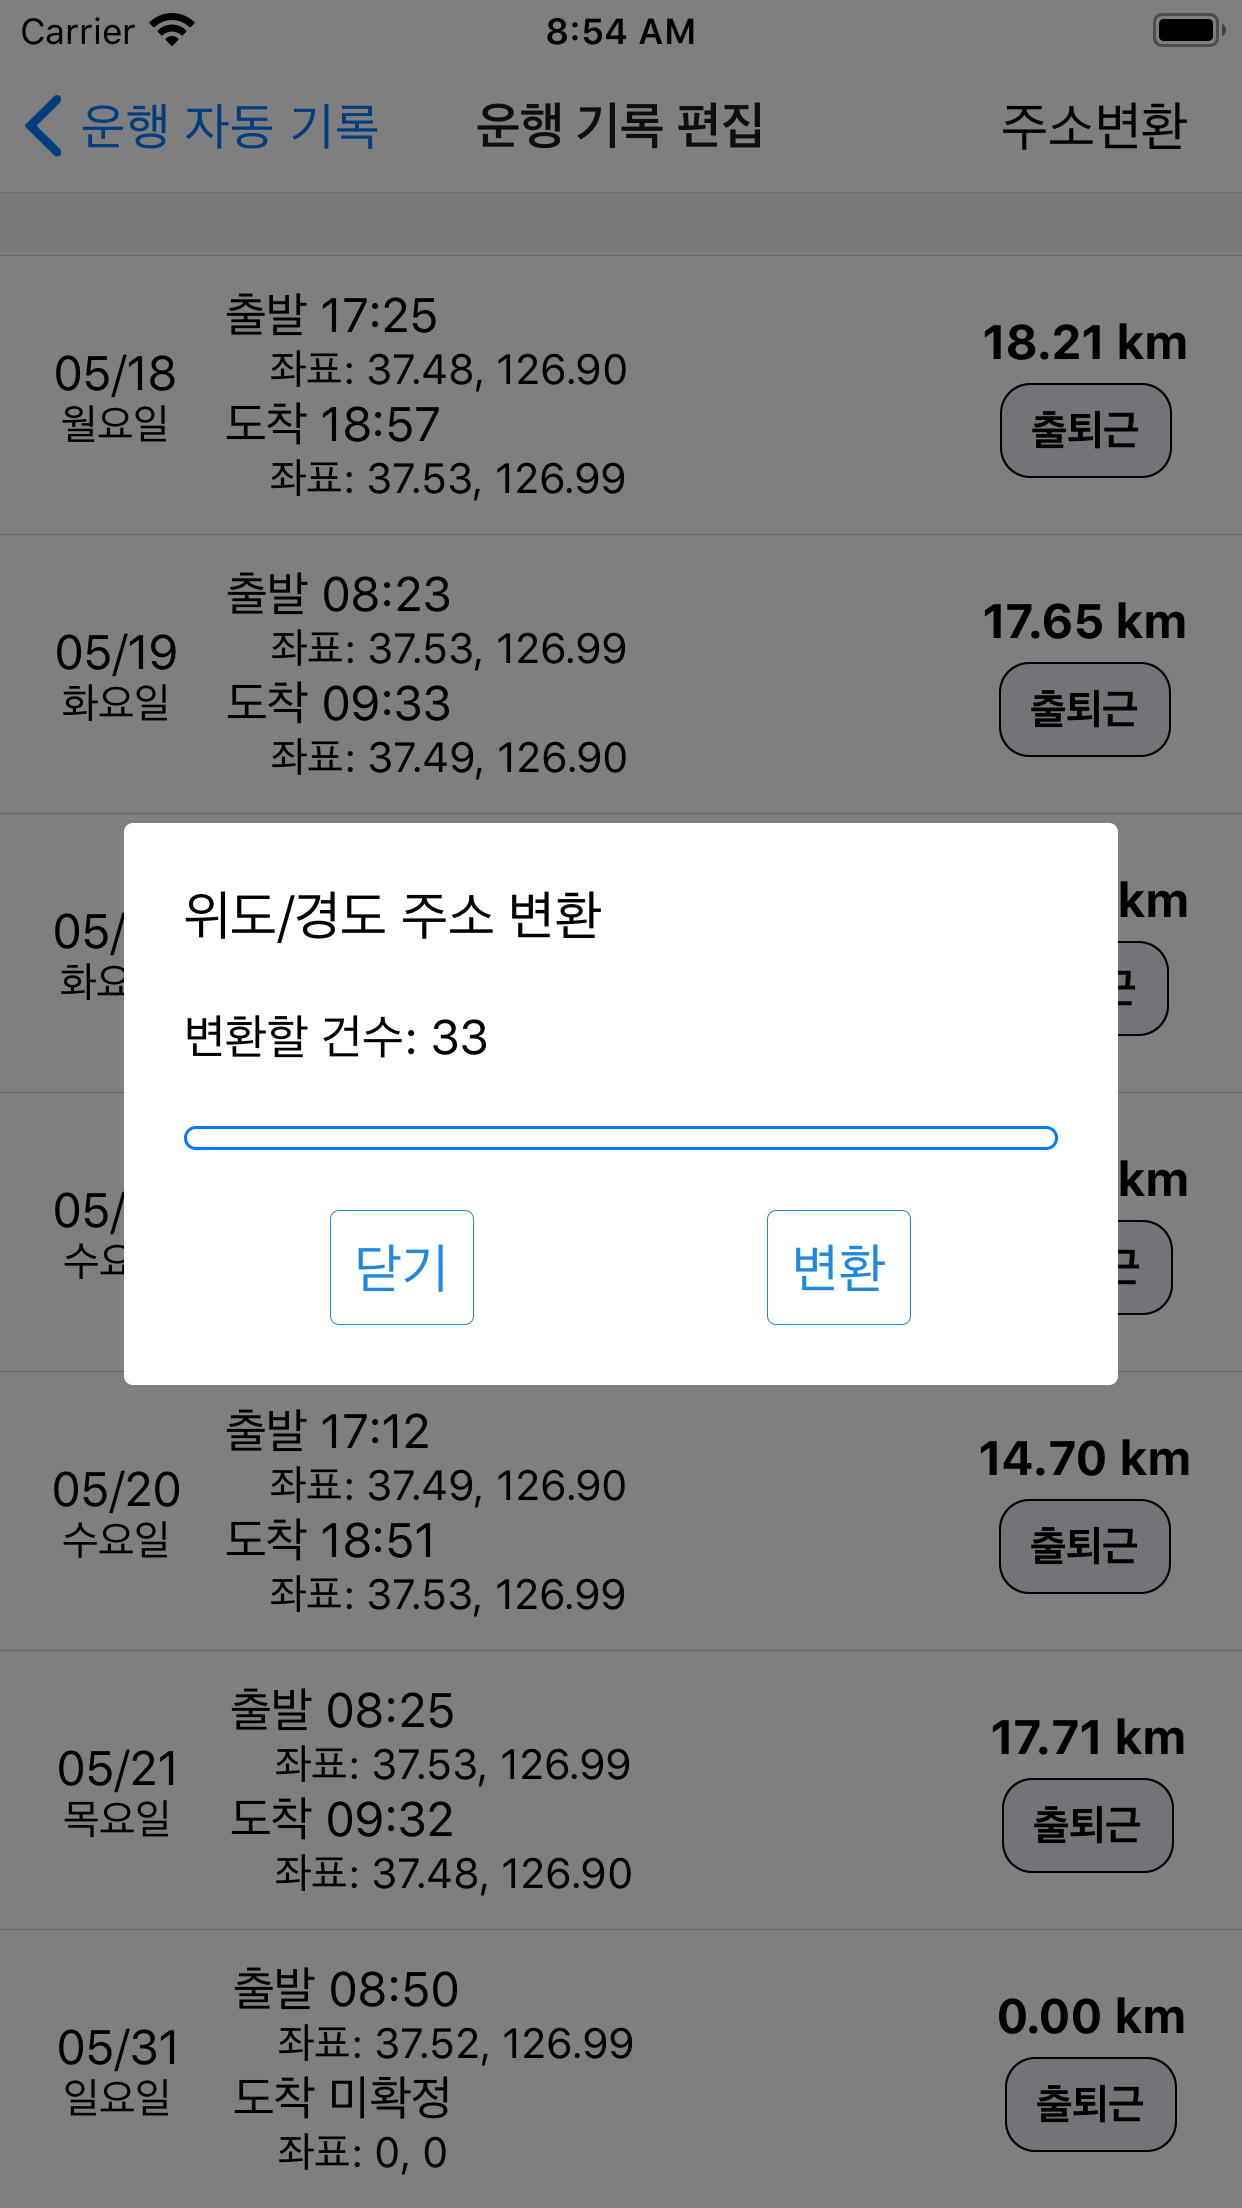 Carrier 8:54 AM
운행 자동 기록 운행 기록 편집 주소변환
출발 17:25
좌표: 37.48, 126.90
도착 18:57
좌표: 37.53, 126.99
05/18
월요일
18.21 km
출퇴근
출발 08:23
좌표: 37.53, 126.99
도착 09:33
좌표: 37.49, 126.90
05/19
화요일
17.65 km
출퇴근
05/
화요
km
근
위도/경도 주소 변환
변환할 건수: 33
닫기 변환
05/
수요
km
근
출발 17:12
좌표: 37.49, 126.90
도착 18:51
좌표: 37.53, 126.99
05/20
수요일
14.70 km
출퇴근
출발 08:25
좌표: 37.53, 126.99
도착 09:32
좌표: 37.48, 126.90
05/21
목요일
17.71 km
출퇴근
출발 08:50
좌표: 37.52, 126.99
도착 미확정
좌표: 0, 0
05/31
일요일
0.00 km
출퇴근